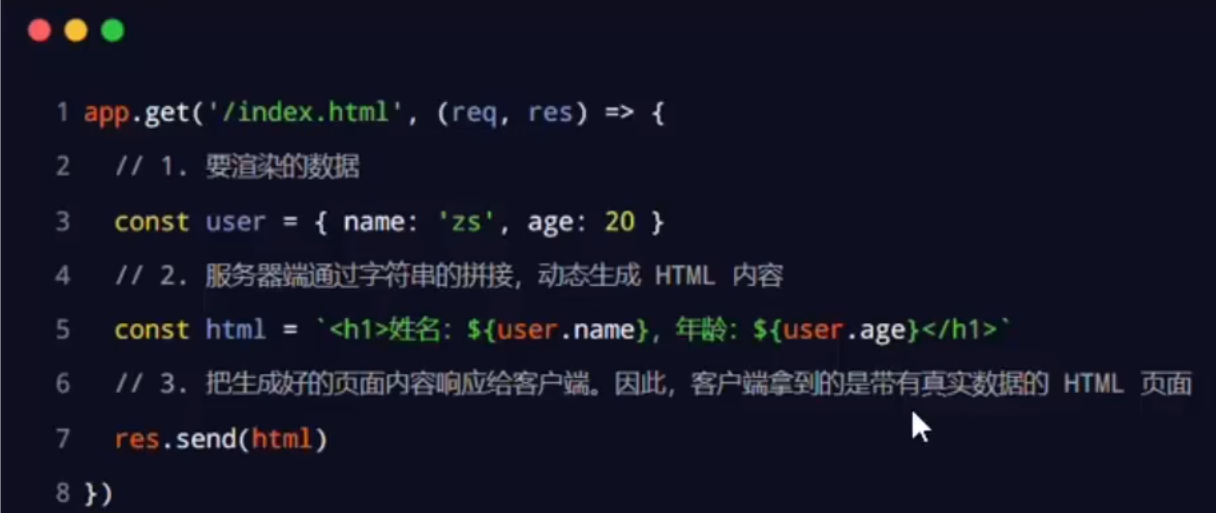 1 app.get('/index.html', (req, res) => {
2 // 1. 要渲染的数据
3 const user = { name: 'zs', age: 20 }
4 // 2. 服务器端通过字符串的拼接，动态生成 HTML 内容
5 const html = `<h1>姓名：${user.name}，年龄：${user.age}</h1>`
6 // 3. 把生成好的页面内容响应给客户端。因此，客户端拿到的是带有真实数据的 HTML 页面
7 res.send(html)
8 })